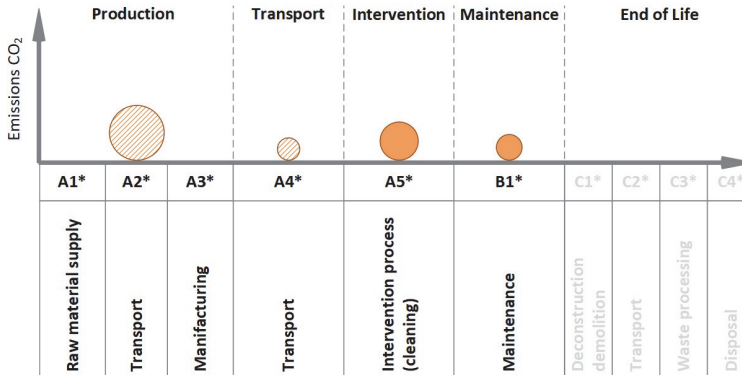 Production Transport Intervention Maintenance End of Life
Emissions CO₂
A1* A2* A3* A4* A5* B1* C1* C2* C3* C4*
Raw material supply
Transport
Manifacturing
Transport
Intervention process
(cleaning)
Maintenance
Deconstruction
demolition
Transport
Waste processing
Disposal